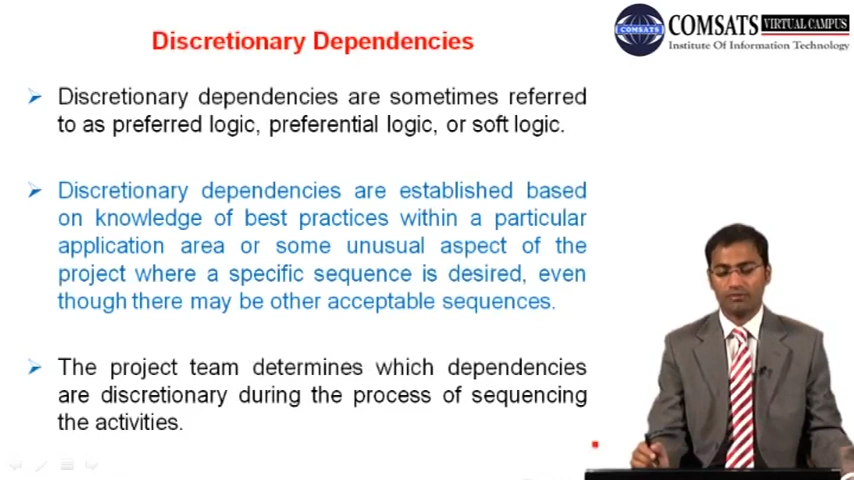 Discretionary Dependencies
COMSATS VIRTUAL CAMPUS
Institute Of Information Technology
COMSATS
Discretionary dependencies are sometimes referred
to as preferred logic, preferential logic, or soft logic.
Discretionary dependencies are established based
on knowledge of best practices within a particular
application area or some unusual aspect of the
project where a specific sequence is desired, even
though there may be other acceptable sequences.
The project team determines which dependencies
are discretionary during the process of sequencing
the activities.